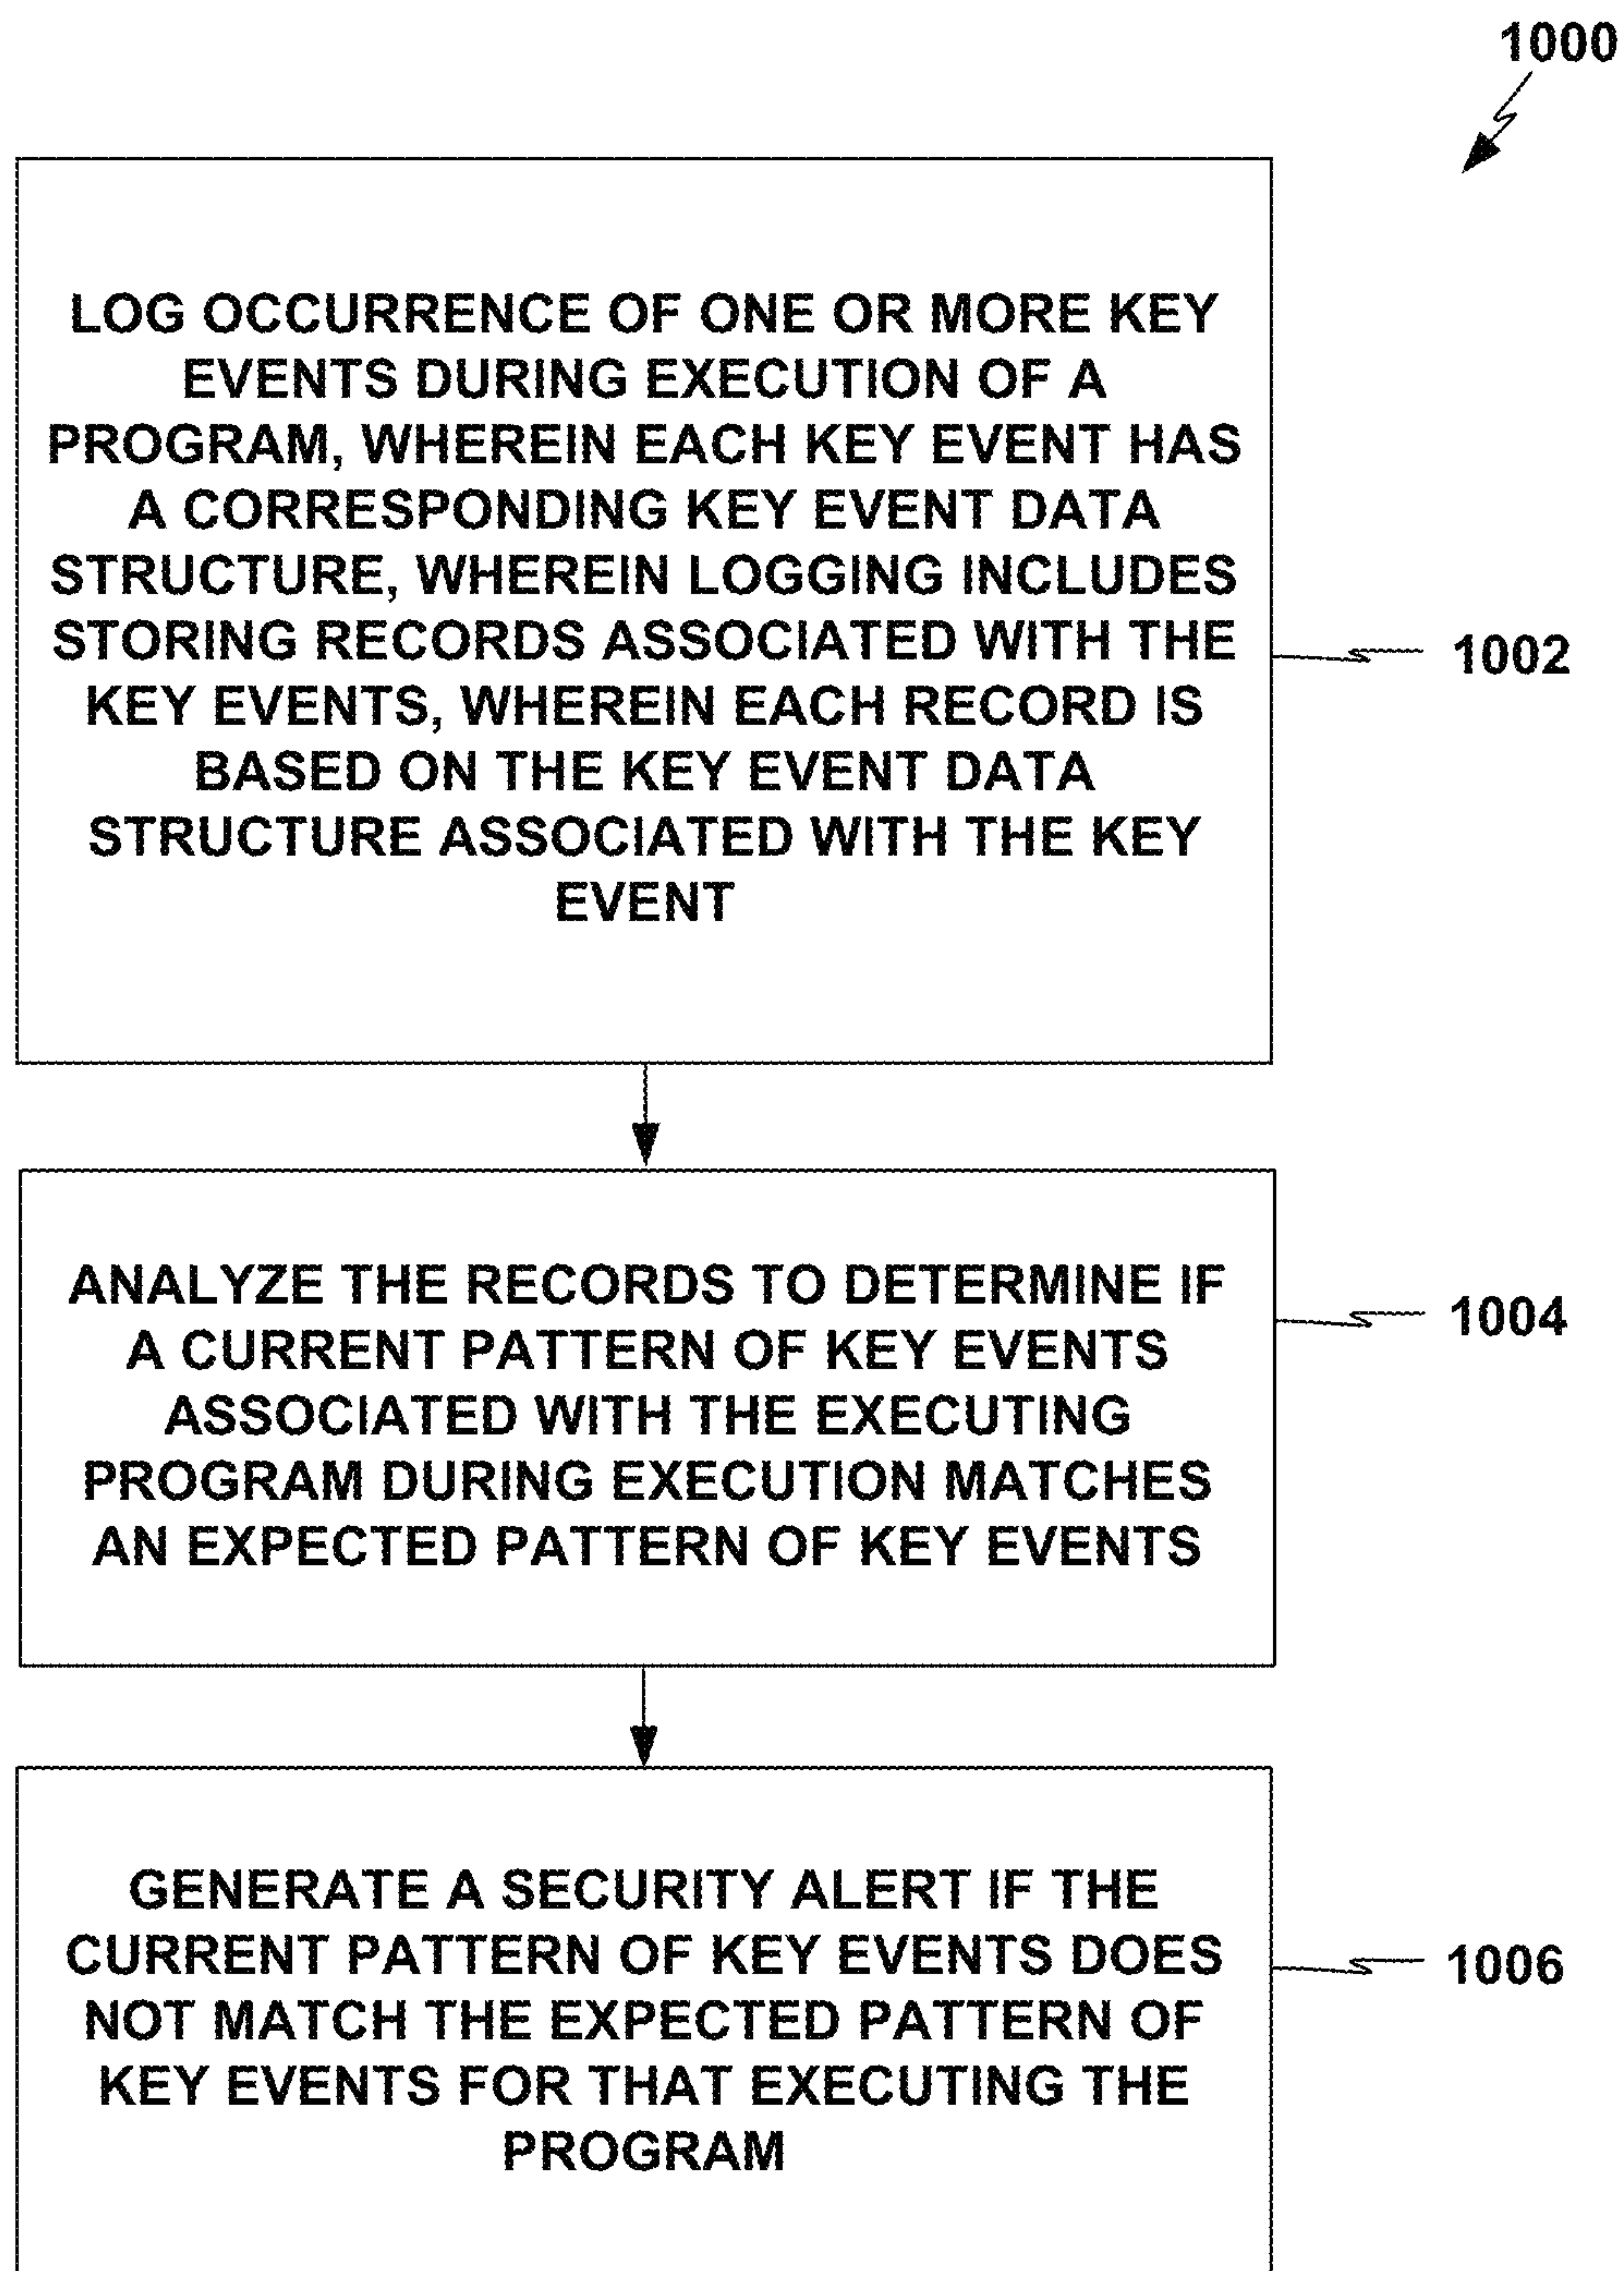 1000
LOG OCCURRENCE OF ONE OR MORE KEY
EVENTS DURING EXECUTION OF A
PROGRAM, WHEREIN EACH KEY EVENT HAS
A CORRESPONDING KEY EVENT DATA
STRUCTURE, WHEREIN LOGGING INCLUDES
STORING RECORDS ASSOCIATED WITH THE
KEY EVENTS, WHEREIN EACH RECORD IS
BASED ON THE KEY EVENT DATA
STRUCTURE ASSOCIATED WITH THE KEY
EVENT
1002
ANALYZE THE RECORDS TO DETERMINE IF
A CURRENT PATTERN OF KEY EVENTS
ASSOCIATED WITH THE EXECUTING
PROGRAM DURING EXECUTION MATCHES
AN EXPECTED PATTERN OF KEY EVENTS
1004
GENERATE A SECURITY ALERT IF THE
CURRENT PATTERN OF KEY EVENTS DOES
NOT MATCH THE EXPECTED PATTERN OF
KEY EVENTS FOR THAT EXECUTING THE
PROGRAM
1006